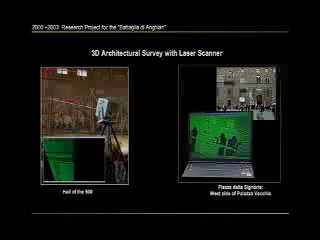 2000 –2003  Research Project for the "Battaglia di Anghiari"
3D Architectural Survey with Laser Scanner
Hall of the 500
Piazza della Signoria:
West side of Palazzo Vecchio